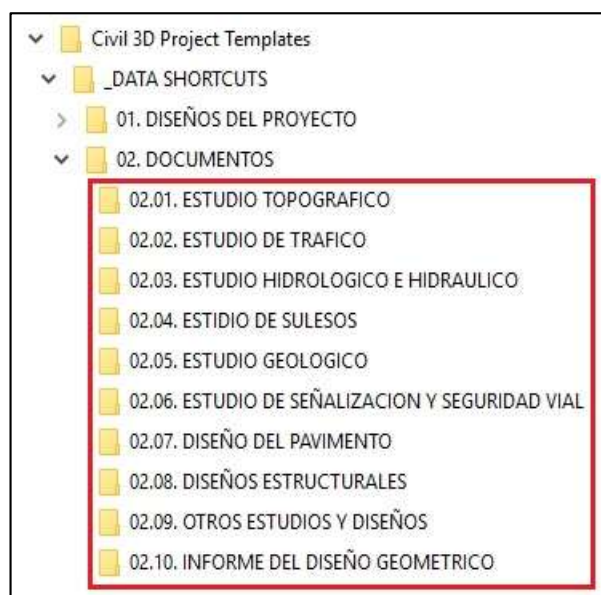 Civil 3D Project Templates
_DATA SHORTCUTS
01. DISEÑOS DEL PROYECTO
02. DOCUMENTOS
02.01. ESTUDIO TOPOGRAFICO
02.02. ESTUDIO DE TRAFICO
02.03. ESTUDIO HIDROLOGICO E HIDRAULICO
02.04. ESTIDIO DE SULESOS
02.05. ESTUDIO GEOLOGICO
02.06. ESTUDIO DE SEÑALIZACION Y SEGURIDAD VIAL
02.07. DISEÑO DEL PAVIMENTO
02.08. DISEÑOS ESTRUCTURALES
02.09. OTROS ESTUDIOS Y DISEÑOS
02.10. INFORME DEL DISEÑO GEOMETRICO